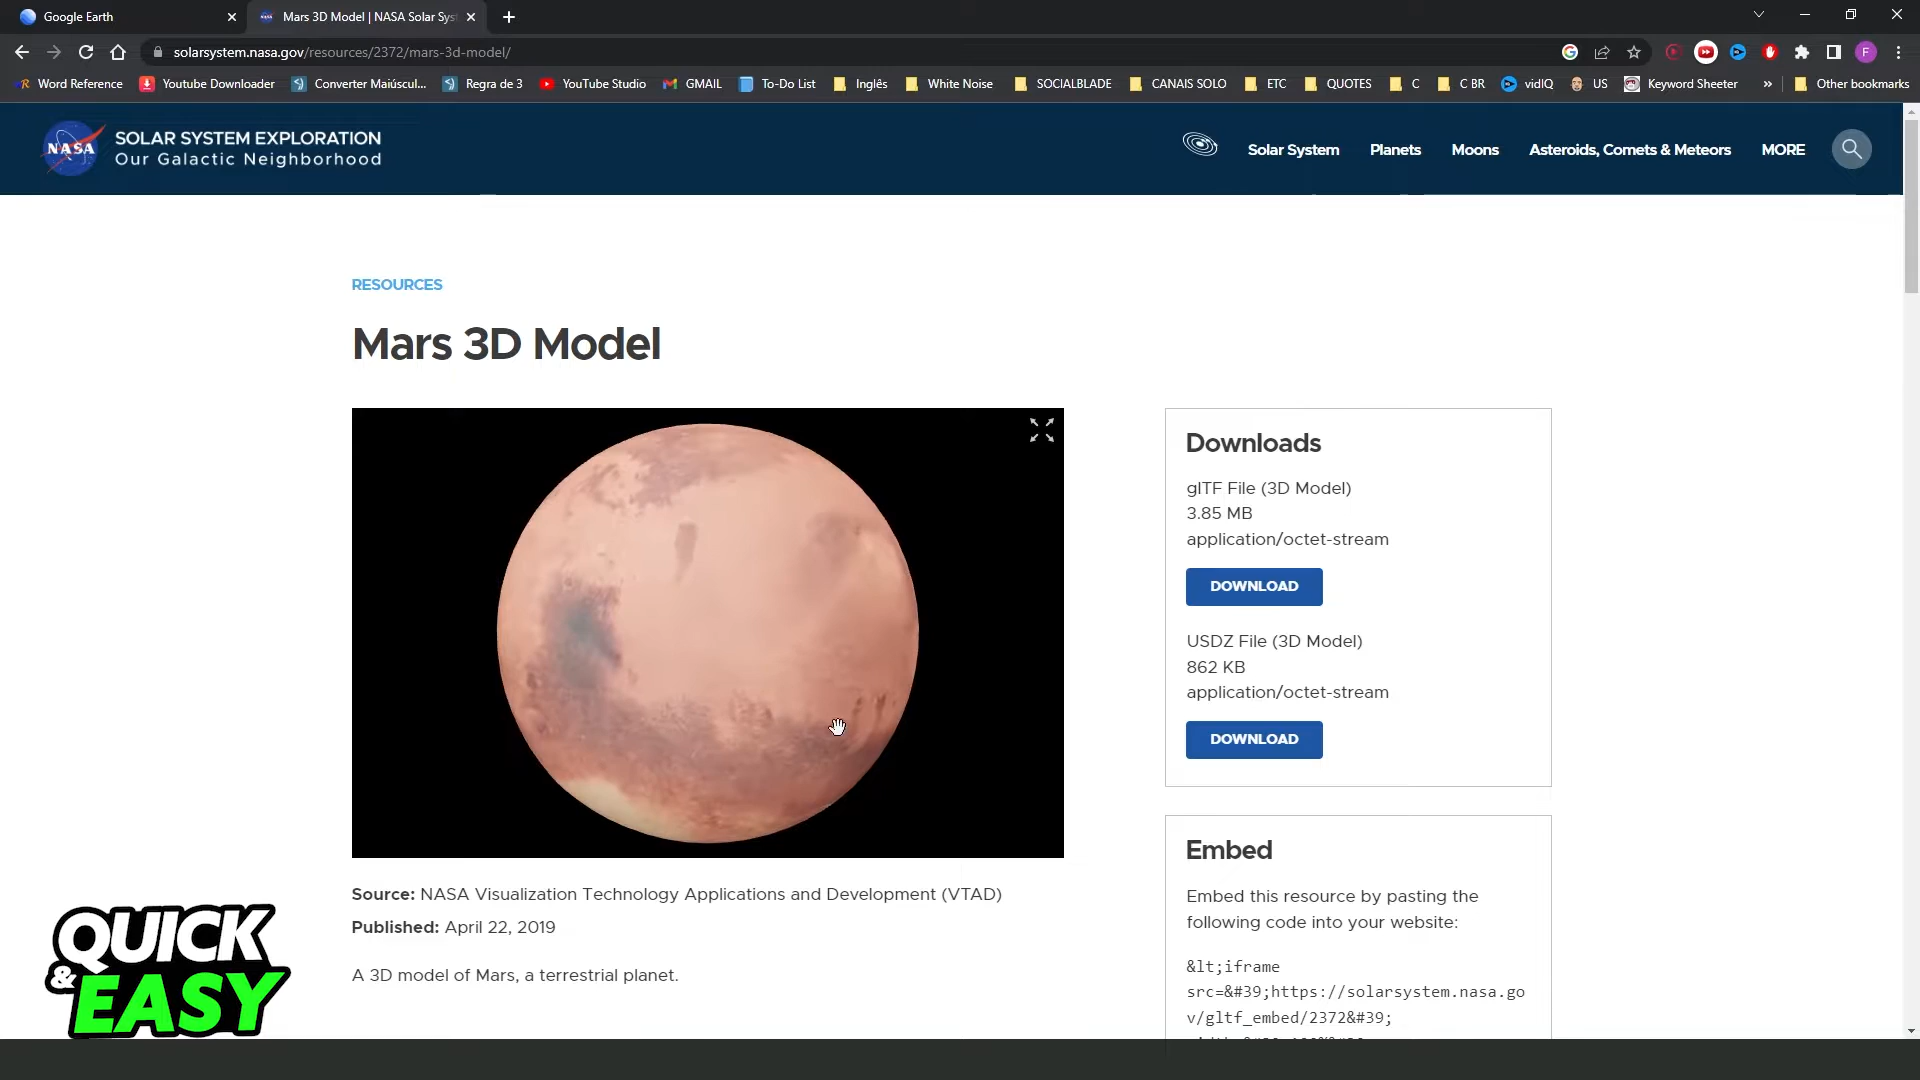 Google Earth
Mars 3D Model | NASA Solar Sys
solarsystem.nasa.gov/resources/2372/mars-3d-model/
F
Word Reference
Youtube Downloader
Converter Maiúscul...
Regra de 3
YouTube Studio
GMAIL
To-Do List
Inglês
White Noise
SOCIALBLADE
CANAIS SOLO
ETC
QUOTES
C
C BR
vidIQ
US
Keyword Sheeter
»
Other bookmarks
NASA
SOLAR SYSTEM EXPLORATION
Our Galactic Neighborhood
Solar System
Planets
Moons
Asteroids, Comets & Meteors
MORE
RESOURCES
Mars 3D Model
Source: NASA Visualization Technology Applications and Development (VTAD)
Published: April 22, 2019
A 3D model of Mars, a terrestrial planet.
Downloads
glTF File (3D Model)
3.85 MB
application/octet-stream
DOWNLOAD
USDZ File (3D Model)
862 KB
application/octet-stream
DOWNLOAD
Embed
Embed this resource by pasting the
following code into your website:
&lt;iframe
src=&#39;https://solarsystem.nasa.go
v/gltf_embed/2372&#39;
QUICK
& EASY